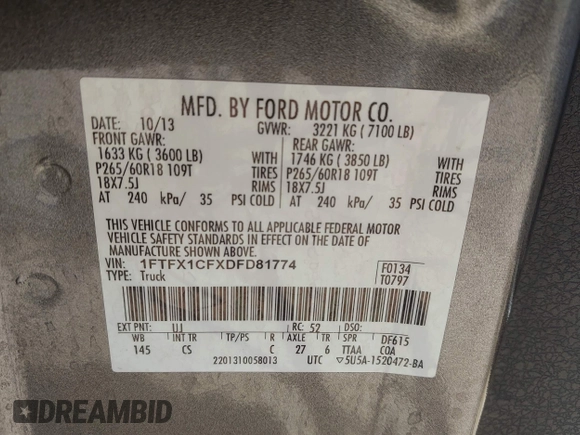 MFD. BY FORD MOTOR CO.
DATE: 10/13 GVWR: 3221 KG ( 7100 LB)
FRONT GAWR: REAR GAWR:
1633 KG ( 3600 LB) WITH 1746 KG ( 3850 LB) WITH
P265/60R18 109T TIRES P265/60R18 109T TIRES
18X7.5J RIMS 18X7.5J RIMS
AT 240 kPa/ 35 PSI COLD AT 240 kPa/ 35 PSI COLD
THIS VEHICLE CONFORMS TO ALL APPLICABLE FEDERAL MOTOR
VEHICLE SAFETY STANDARDS IN EFFECT ON THE DATE OF MANUFACTURE
SHOWN ABOVE.
VIN: 1FTFX1CFXDFD81774 F0134
TYPE: Truck T0797
EXT PNT: UJ RC: 52 DSO:
WB INT TR TP/PS R AXLE TR SPR DF615
145 CS C 27 6 TTAA COA
2201310058013 UTC ▽5U5A-1520472-BA
DREAMBID